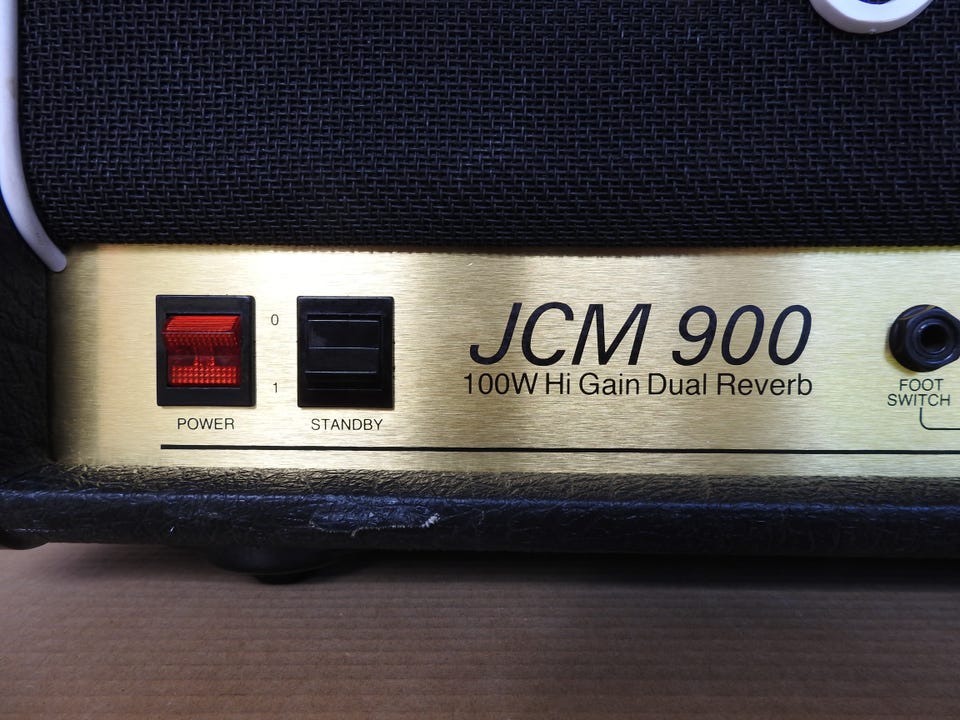 0
1
POWER
STANDBY
JCM 900
100W Hi Gain Dual Reverb
FOOT
SWITCH